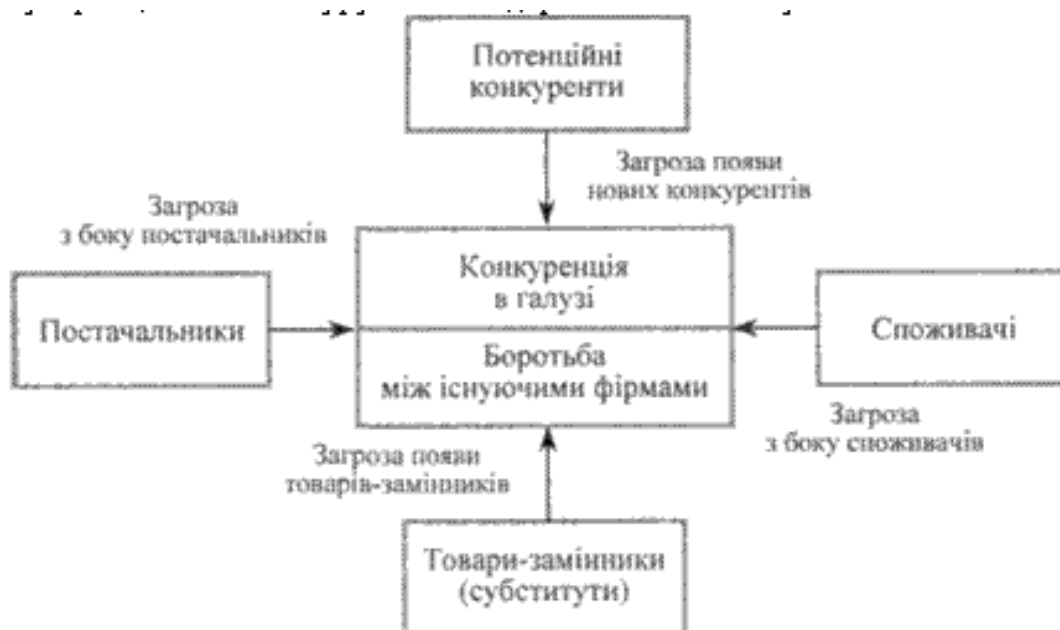 Потенційні
конкуренти
Загроза появи
нових конкурентів
Загроза
з боку постачальників
Конкуренція
в галузі
Постачальники
Споживачі
Боротьба
між існуючими фірмами
Загроза
з боку споживачів
Загроза появи
товарів-замінників
Товари-замінники
(субститути)